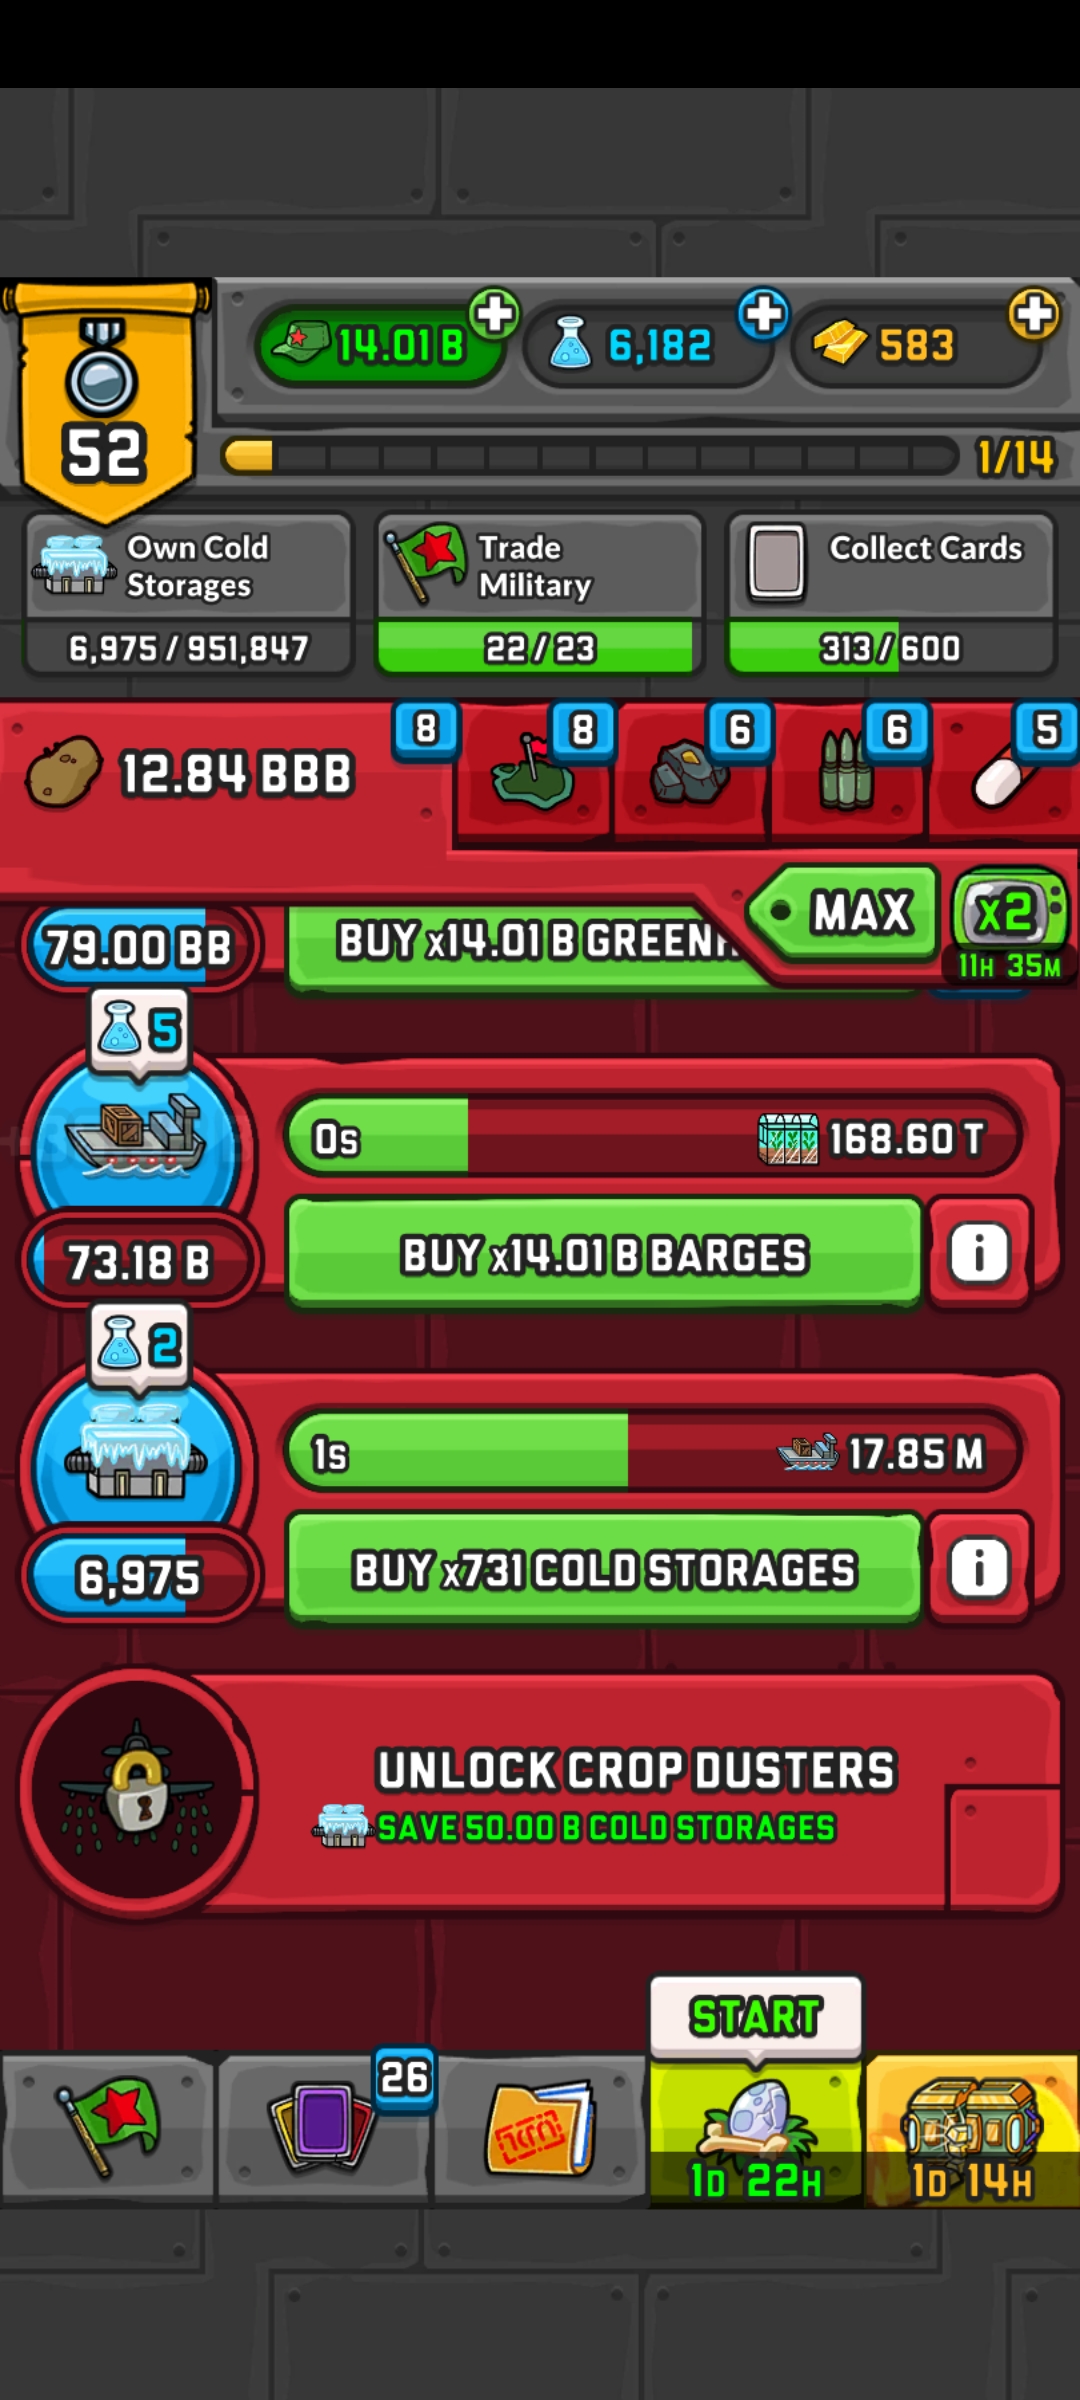 14.01 B
6,182
583
52
1/14
Own Cold
Storages
6,975 / 951,847
Trade
Military
22 / 23
Collect Cards
313 / 600
12.84 BBB
8
8
6
6
5
MAX
x2
11H 35M
79.00 BB
BUY x14.01 B GREENH
5
0s
168.60 T
73.18 B
BUY x14.01 B BARGES
i
2
1s
17.85 M
6,975
BUY x731 COLD STORAGES
i
UNLOCK CROP DUSTERS
SAVE 50.00 B COLD STORAGES
START
26
1D 22H
1D 14H